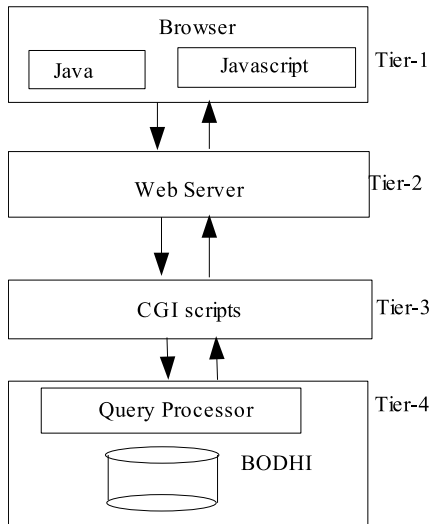 Browser
Java
Javascript
Tier-1
Web Server
Tier-2
CGI scripts
Tier-3
Query Processor
Tier-4
BODHI